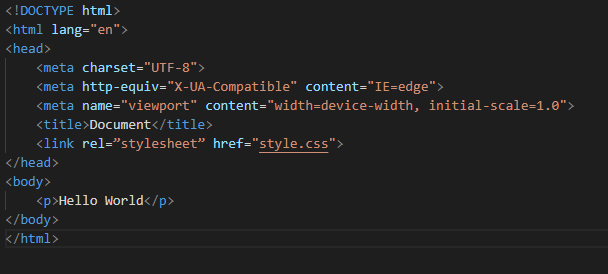 <!DOCTYPE html>
<html lang="en">
<head>
    <meta charset="UTF-8">
    <meta http-equiv="X-UA-Compatible" content="IE=edge">
    <meta name="viewport" content="width=device-width, initial-scale=1.0">
    <title>Document</title>
    <link rel=”stylesheet” href="style.css">
</head>
<body>
    <p>Hello World</p>
</body>
</html>